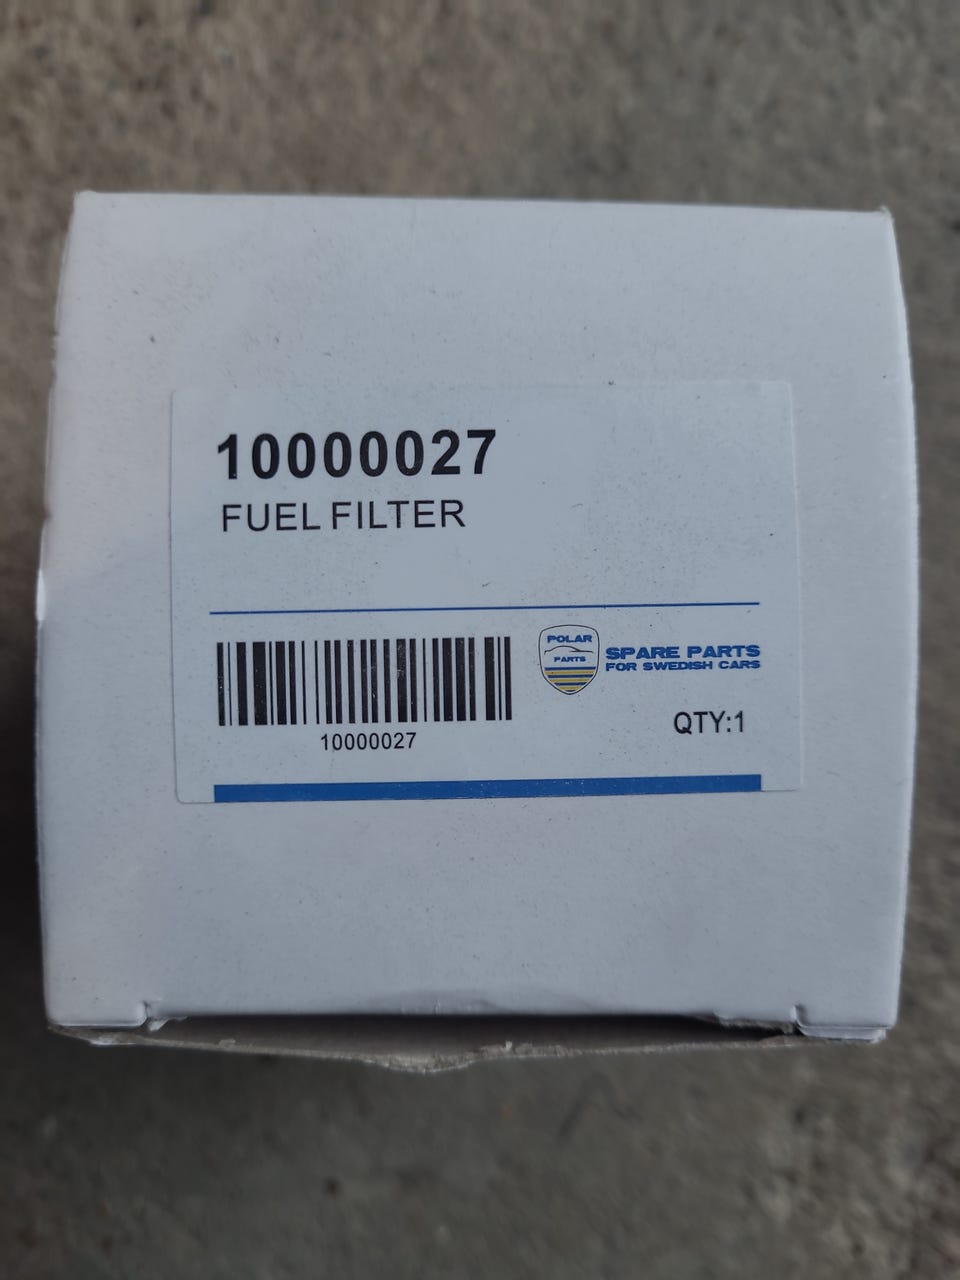 10000027
FUEL FILTER
POLAR
PARTS
SPARE PARTS
FOR SWEDISH CARS
10000027
QTY:1